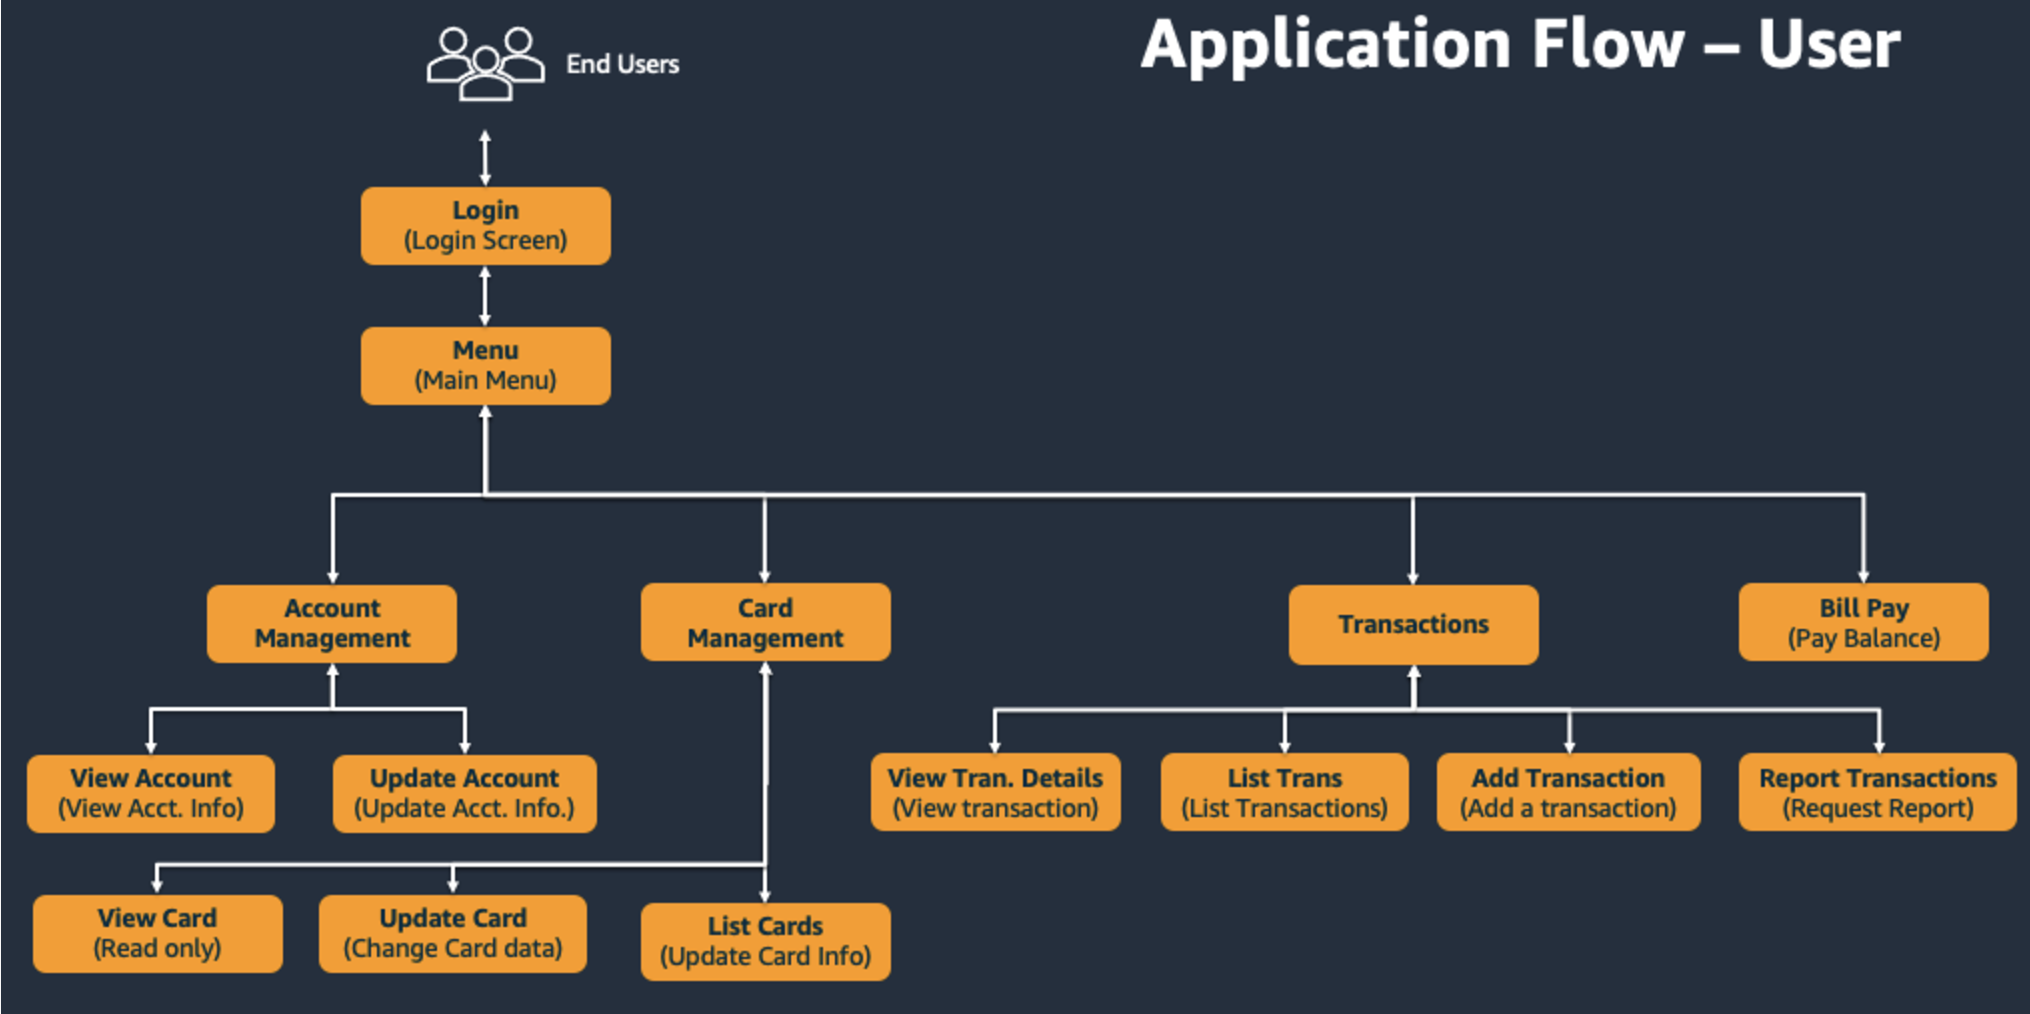 Application Flow – User
End Users
Login
(Login Screen)
Menu
(Main Menu)
Account
Management
Card
Management
Transactions
Bill Pay
(Pay Balance)
View Account
(View Acct. Info)
Update Account
(Update Acct. Info.)
View Tran. Details
(View transaction)
List Trans
(List Transactions)
Add Transaction
(Add a transaction)
Report Transactions
(Request Report)
View Card
(Read only)
Update Card
(Change Card data)
List Cards
(Update Card Info)